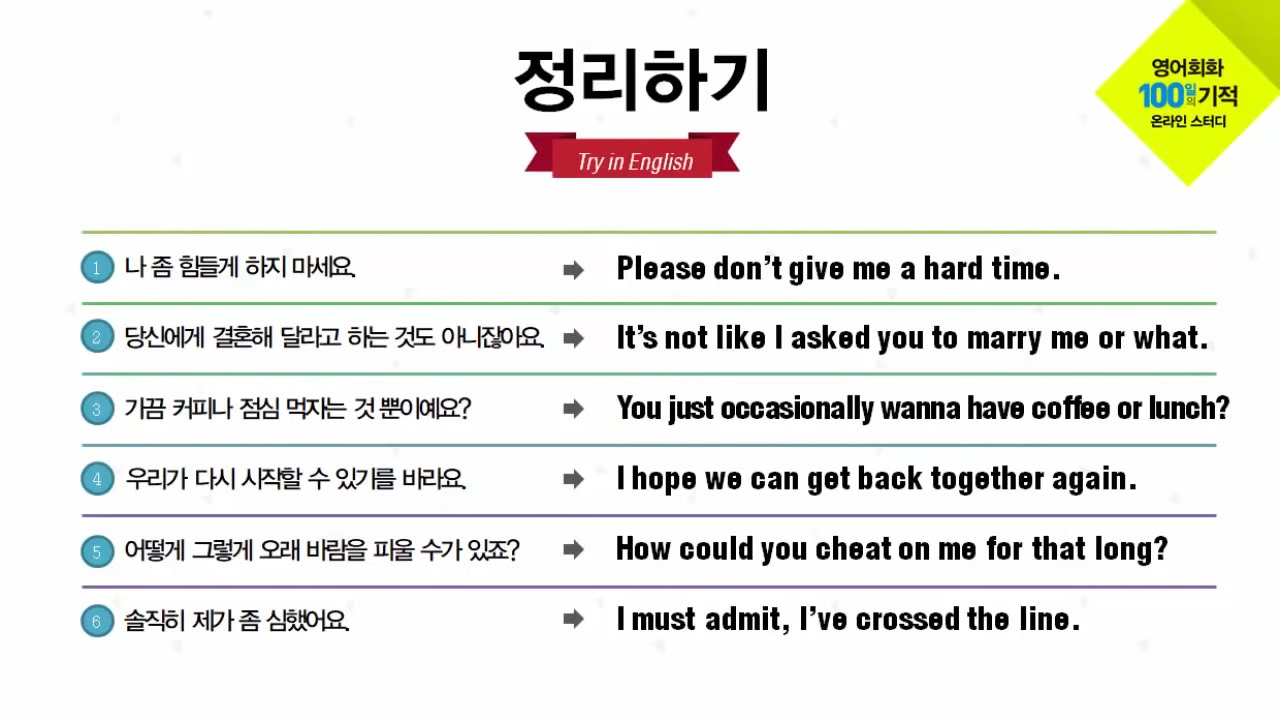 정리하기
Try in English
영어회화
100일의 기적
온라인 스터디
1 나 좀 힘들게 하지 마세요. Please don't give me a hard time.
2 당신에게 결혼해 달라고 하는 것도 아니잖아요. It's not like I asked you to marry me or what.
3 가끔 커피나 점심 먹자는 것 뿐이예요? You just occasionally wanna have coffee or lunch?
4 우리가 다시 시작할 수 있기를 바라요. I hope we can get back together again.
5 어떻게 그렇게 오래 바람을 피울 수가 있죠? How could you cheat on me for that long?
6 솔직히 제가 좀 심했어요. I must admit, I've crossed the line.